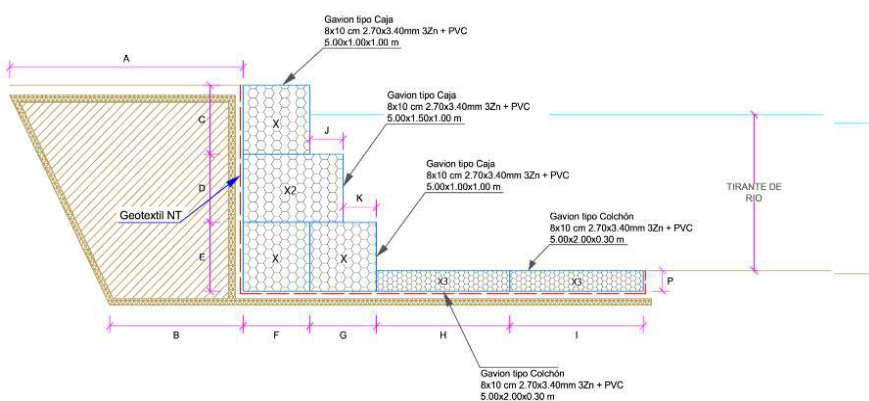 Gavion tipo Caja
8x10 cm 2.70x3.40mm 3Zn + PVC
5.00x1.00x1.00 m
A
Gavion tipo Caja
8x10 cm 2.70x3.40mm 3Zn + PVC
5.00x1.50x1.00 m
C
X
J
Gavion tipo Caja
8x10 cm 2.70x3.40mm 3Zn + PVC
5.00x1.00x1.00 m
D
X2
K
TIRANTE DE
RIO
Geotextil NT
Gavion tipo Colchón
8x10 cm 2.70x3.40mm 3Zn + PVC
5.00x2.00x0.30 m
E
X
X
X3
X3
P
B
F
G
H
I
Gavion tipo Colchón
8x10 cm 2.70x3.40mm 3Zn + PVC
5.00x2.00x0.30 m